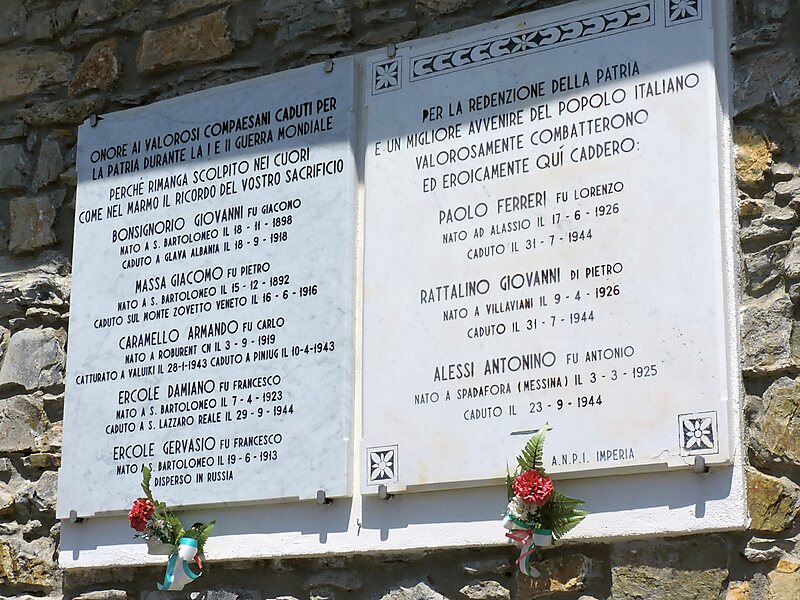 ONORE AI VALOROSI COMPAESANI CADUTI PER
LA PATRIA DURANTE LA I E II GUERRA MONDIALE
PERCHÉ RIMANGA SCOLPITO NEI CUORI
COME NEL MARMO IL RICORDO DEL VOSTRO SACRIFICIO
BONSIGNORIO GIOVANNI FU GIACOMO
NATO A S. BARTOLOMEO IL 18 - 11 - 1898
CADUTO A GLAVA ALBANIA IL 18 - 9 - 1918
MASSA GIACOMO FU PIETRO
NATO A S. BARTOLOMEO IL 15 - 12 - 1892
CADUTO SUL MONTE ZOVETTO VENETO IL 16 - 6 - 1916
CARAMELLO ARMANDO FU CARLO
NATO A ROBURENT CN IL 3 - 9 - 1919
CATTURATO A VALUIKI IL 28-1-1943 CADUTO A PINJUG IL 10-4-1943
ERCOLE DAMIANO FU FRANCESCO
NATO A S. BARTOLOMEO IL 7 - 4 - 1923
CADUTO A S. LAZZARO REALE IL 29 - 9 - 1944
ERCOLE GERVASIO FU FRANCESCO
NATO A S. BARTOLOMEO IL 19 - 6 - 1913
DISPERSO IN RUSSIA
PER LA REDENZIONE DELLA PATRIA
E UN MIGLIORE AVVENIRE DEL POPOLO ITALIANO
VALOROSAMENTE COMBATTERONO
ED EROICAMENTE QUÍ CADDERO:
PAOLO FERRERI FU LORENZO
NATO AD ALASSIO IL 17 - 6 - 1926
CADUTO IL 31 - 7 - 1944
RATTALINO GIOVANNI DI PIETRO
NATO A VILLAVIANI IL 9 - 4 - 1926
CADUTO IL 31 - 7 - 1944
ALESSI ANTONINO FU ANTONIO
NATO A SPADAFORA (MESSINA) IL 3 - 3 - 1925
CADUTO IL 23 - 9 - 1944
A.N.P.I. IMPERIA